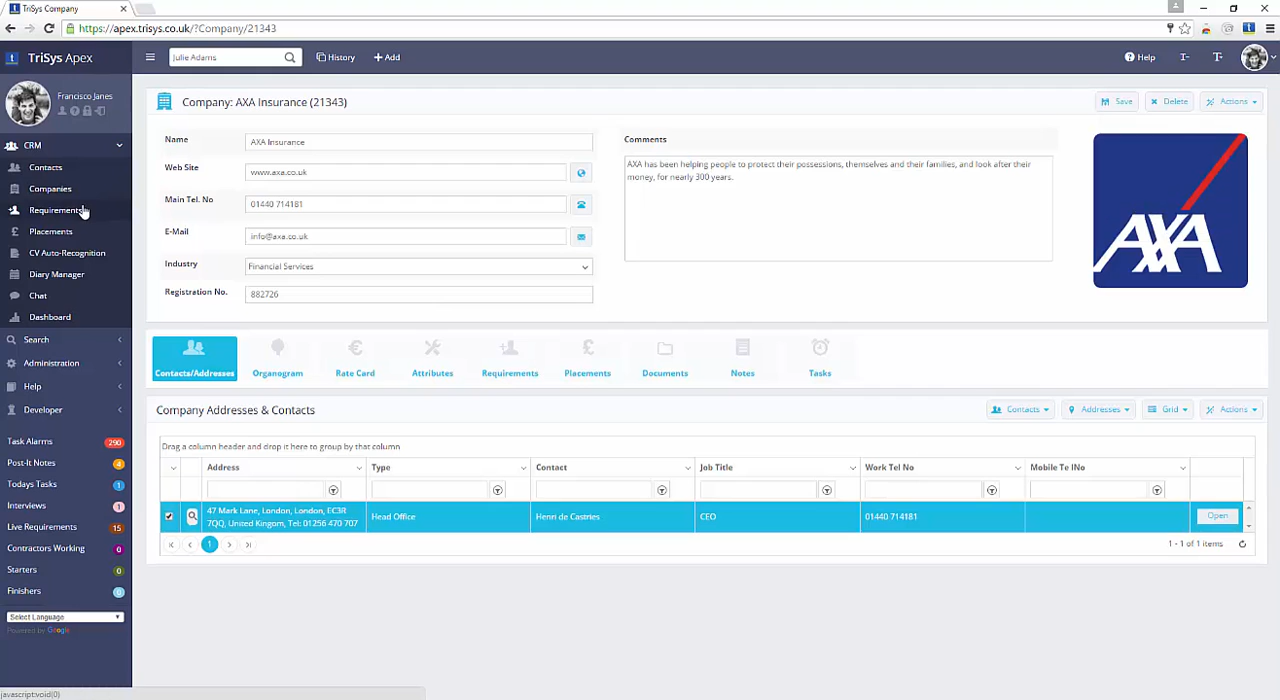 TriSys Company
https://apex.trisys.co.uk/?Company/21343
TriSys Apex
Julie Adams
History
Add
Help
Francisco Janes
CRM
Contacts
Companies
Requirements
Placements
CV Auto-Recognition
Diary Manager
Chat
Dashboard
Search
Administration
Help
Developer
Task Alarms 290
Post-It Notes 4
Todays Tasks 1
Interviews 1
Live Requirements 15
Contractors Working 0
Starters 0
Finishers 0
Select Language
Powered by Google
Company: AXA Insurance (21343)
Save
Delete
Actions
Name
AXA Insurance
Web Site
www.axa.co.uk
Main Tel. No
01440 714181
E-Mail
info@axa.co.uk
Industry
Financial Services
Registration No.
882726
Comments
AXA has been helping people to protect their possessions, themselves and their families, and look after their
money, for nearly 300 years.
AXA
Contacts/Addresses
Organogram
Rate Card
Attributes
Requirements
Placements
Documents
Notes
Tasks
Company Addresses & Contacts
Contacts
Addresses
Grid
Actions
Drag a column header and drop it here to group by that column
Address
Type
Contact
Job Title
Work Tel No
Mobile Te lNo
47 Mark Lane, London, London, EC3R
7QQ, United Kingom, Tel: 01256 470 707
Head Office
Henri de Castries
CEO
01440 714181
Open
1
1 - 1 of 1 items
javascript:void(0)